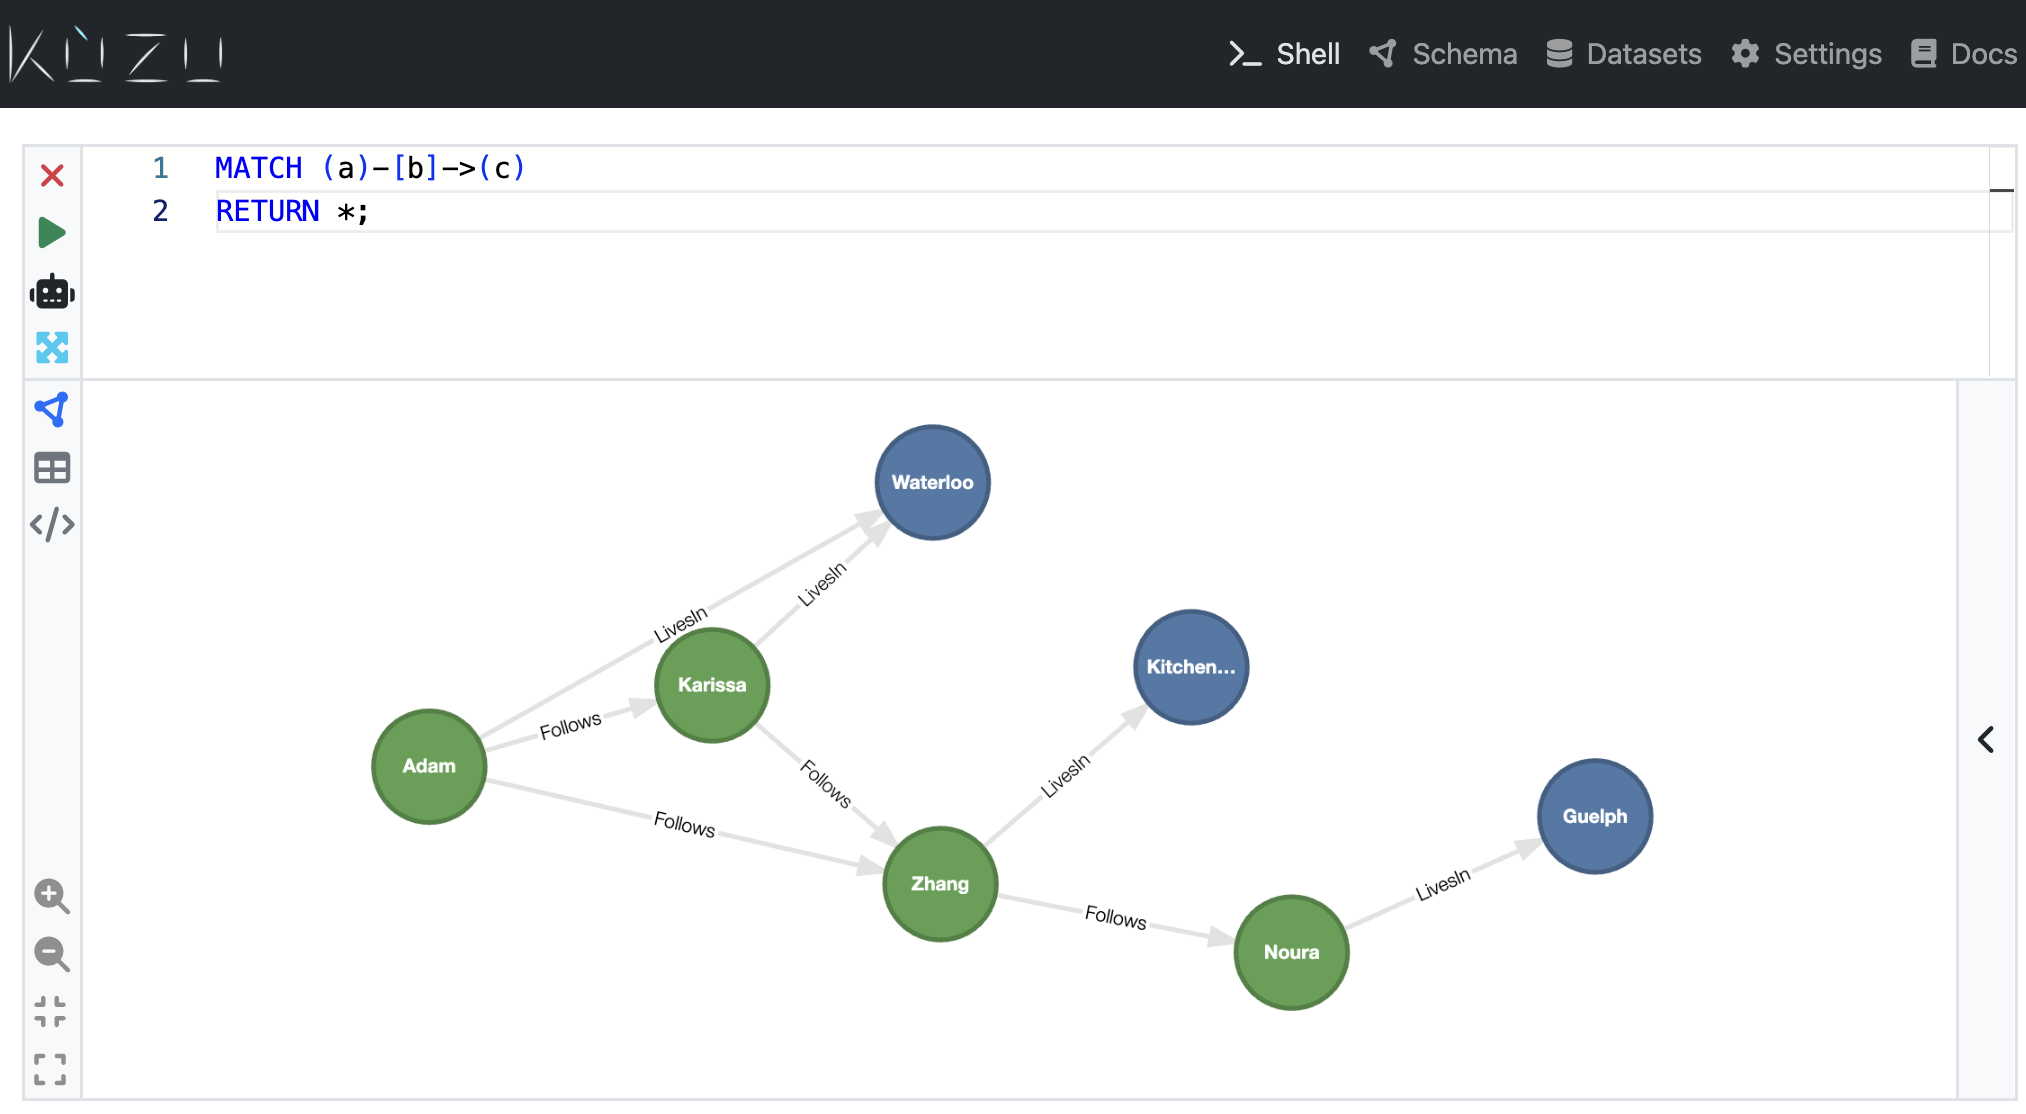 KÙZU
Shell Schema Datasets Settings Docs
1 MATCH (a)-[b]->(c)
2 RETURN *;
Waterloo
LivesIn
LivesIn
Kitchen...
Karissa
Follows
Adam
Follows
LivesIn
Follows
Guelph
Zhang
LivesIn
Follows
Noura